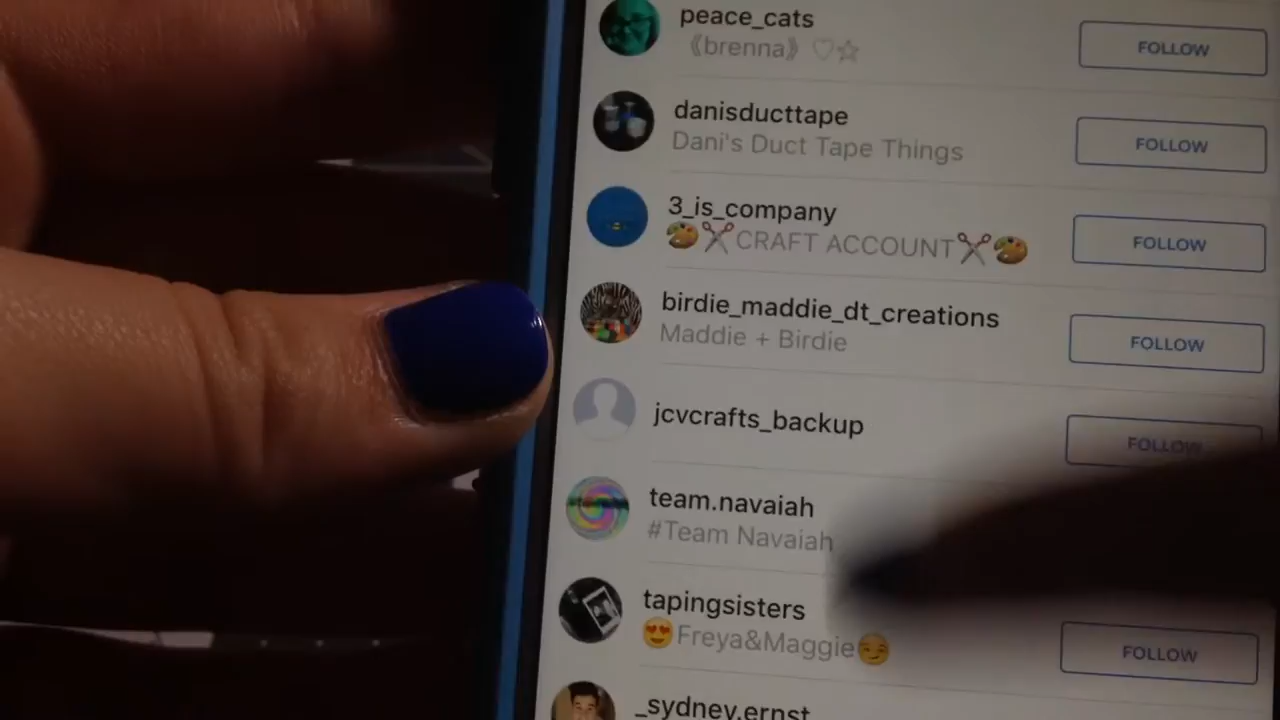 peace_cats
《brenna》 ♡☆
FOLLOW
danisducttape
Dani's Duct Tape Things
FOLLOW
3_is_company
🎨✂️CRAFT ACCOUNT✂️🎨
FOLLOW
birdie_maddie_dt_creations
Maddie + Birdie
FOLLOW
jcvcrafts_backup
FOLLOW
team.navaiah
#Team Navaiah
tapingsisters
😍Freya&Maggie😏
FOLLOW
_sydney.ernst